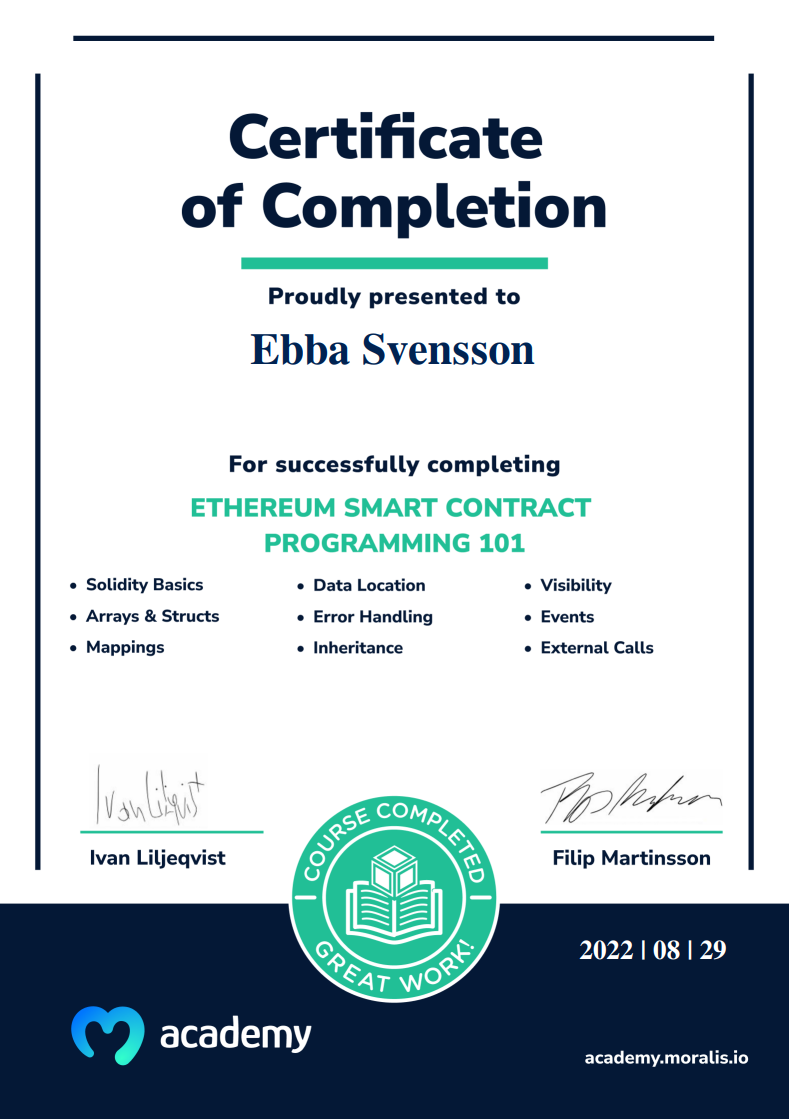 Certificate
of Completion
Proudly presented to
Ebba Svensson
For successfully completing
ETHEREUM SMART CONTRACT
PROGRAMMING 101
• Solidity Basics
• Arrays & Structs
• Mappings
• Data Location
• Error Handling
• Inheritance
• Visibility
• Events
• External Calls
Ivan Liljeqvist
Ivan Liljeqvist
Filip Martinsson
COURSE COMPLETED
GREAT WORK!
2022 | 08 | 29
academy
academy.moralis.io